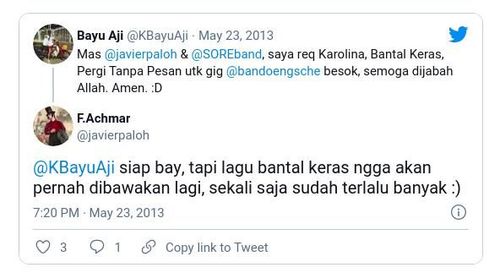 Bayu Aji @KBayuAji · May 23, 2013
Mas @javierpaloh & @SOREband, saya req Karolina, Bantal Keras,
Pergi Tanpa Pesan utk gig @bandoengsche besok, semoga dijabah
Allah. Amen. :D
F.Achmar
@javierpaloh
@KBayuAji siap bay, tapi lagu bantal keras ngga akan
pernah dibawakan lagi, sekali saja sudah terlalu banyak :)
7:20 PM · May 23, 2013
3 1 Copy link to Tweet